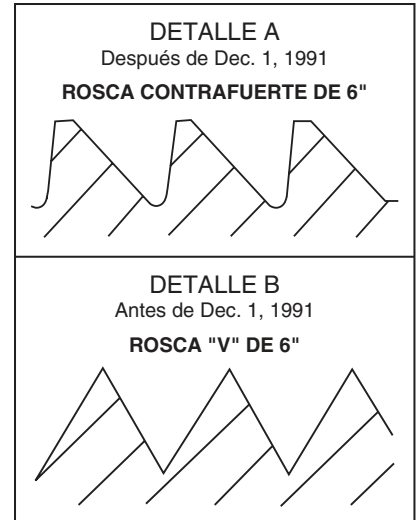 DETALLE A
Después de Dec. 1, 1991
ROSCA CONTRAFUERTE DE 6"
DETALLE B
Antes de Dec. 1, 1991
ROSCA "V" DE 6"